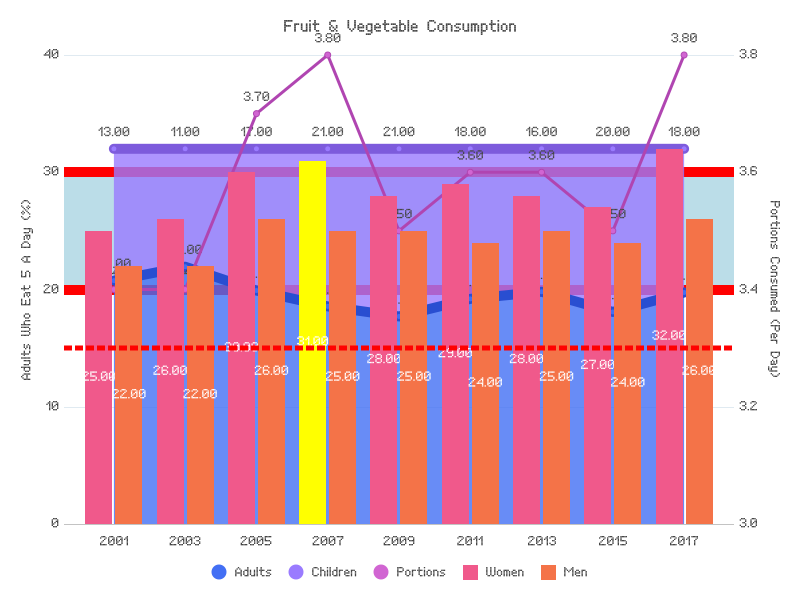 Fruit & Vegetable Consumption
3.80 3.80
40 3.8
3.70
13.00 11.00 17.00 21.00 21.00 18.00 16.00 20.00 18.00
3.60 3.60
30 3.6
Adults Who Eat 5 A Day (%)
Portions Consumed (Per Day)
20 3.4
31.00
32.00
28.00 29.00 28.00 27.00
25.00 26.00 26.00 25.00 25.00 24.00 25.00 24.00 26.00
22.00 22.00
10 3.2
0 3.0
2001 2003 2005 2007 2009 2011 2013 2015 2017
Adults Children Portions Women Men